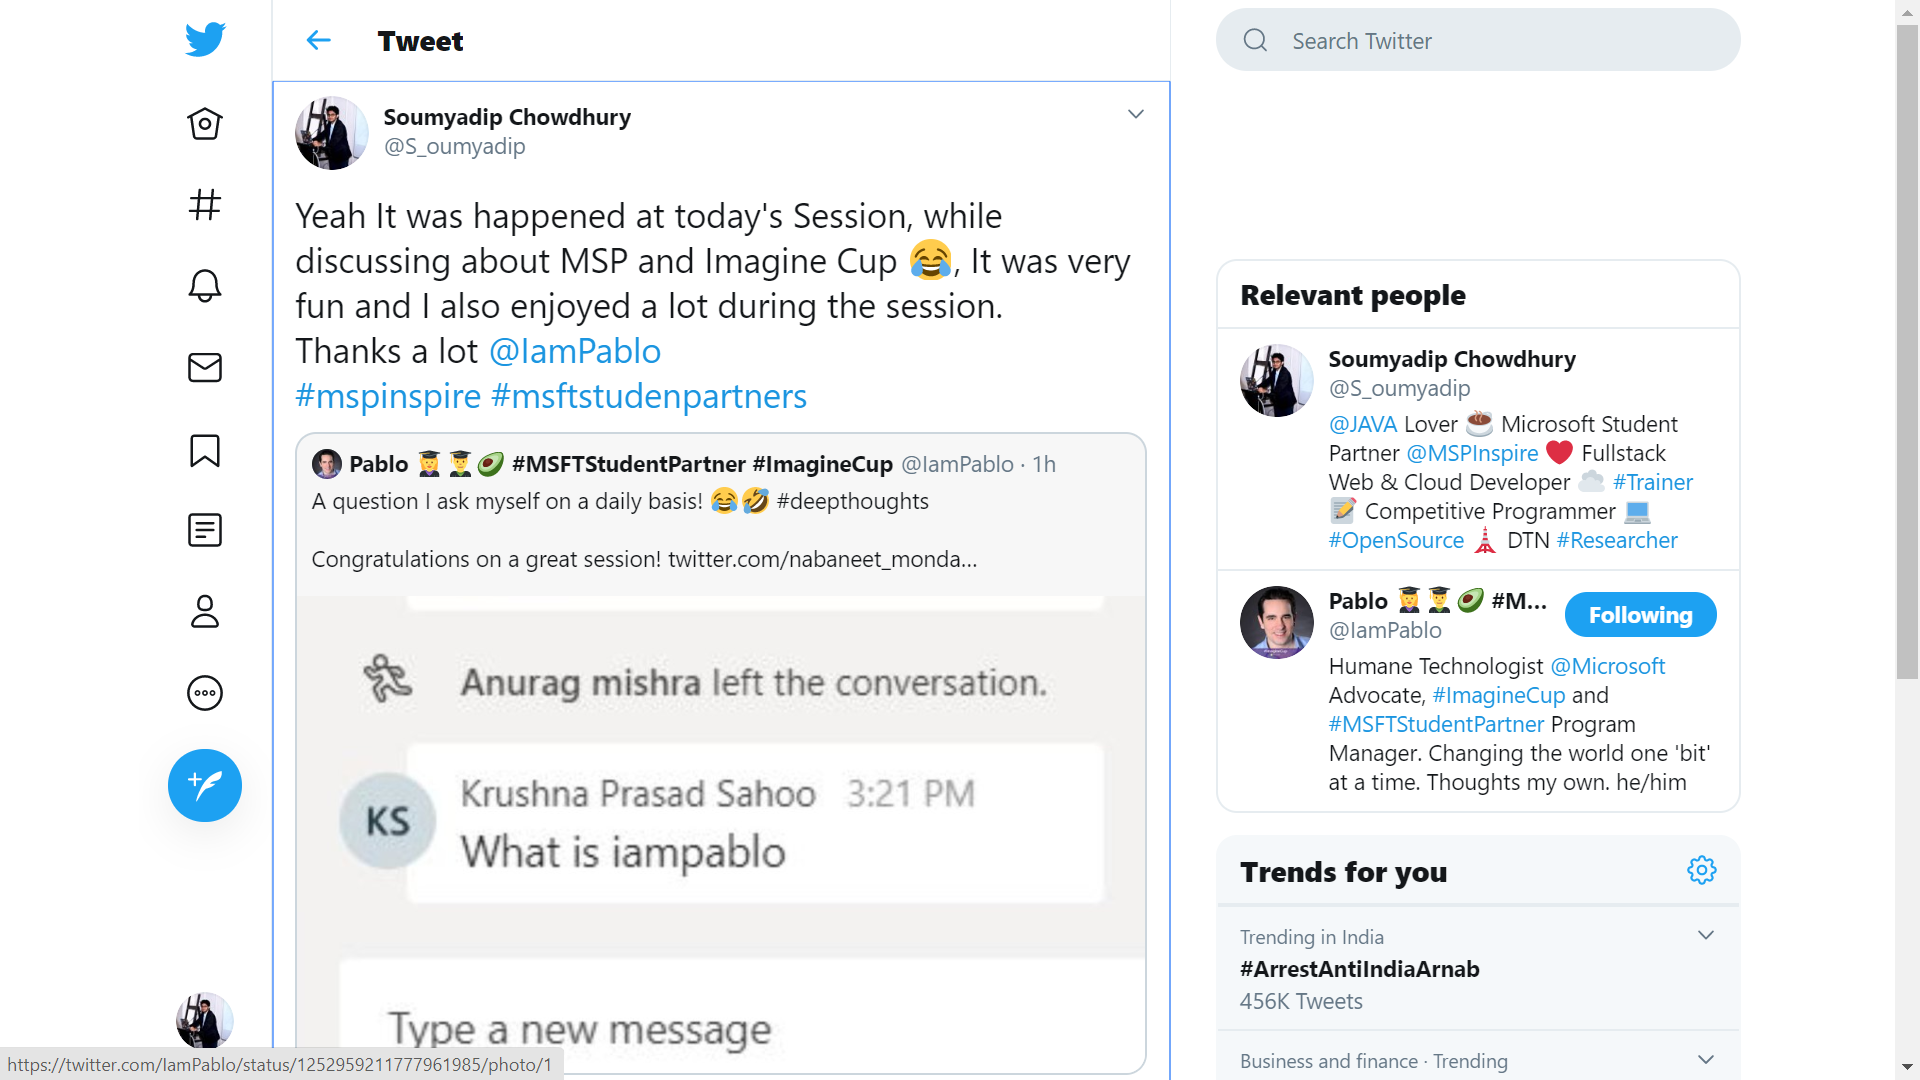 Tweet
Search Twitter
Soumyadip Chowdhury
@S_oumyadip
Yeah It was happened at today's Session, while
discussing about MSP and Imagine Cup 😂, It was very
fun and I also enjoyed a lot during the session.
Thanks a lot @IamPablo
#mspinspire #msftstudenpartners
Pablo 👩‍🎓👨‍🎓🥑 #MSFTStudentPartner #ImagineCup @IamPablo · 1h
A question I ask myself on a daily basis! 😂🤣 #deepthoughts
Congratulations on a great session! twitter.com/nabaneet_monda...
Anurag mishra left the conversation.
KS
Krushna Prasad Sahoo 3:21 PM
What is iampablo
Type a new message
https://twitter.com/IamPablo/status/1252959211777961985/photo/1
Relevant people
Soumyadip Chowdhury
@S_oumyadip
@JAVA Lover ☕ Microsoft Student
Partner @MSPInspire ❤️ Fullstack
Web & Cloud Developer ☁️ #Trainer
📝 Competitive Programmer 💻
#OpenSource 🗼 DTN #Researcher
Pablo 👩‍🎓👨‍🎓🥑 #M...
Following
@IamPablo
Humane Technologist @Microsoft
Advocate, #ImagineCup and
#MSFTStudentPartner Program
Manager. Changing the world one 'bit'
at a time. Thoughts my own. he/him
Trends for you
Trending in India
#ArrestAntiIndiaArnab
456K Tweets
Business and finance · Trending